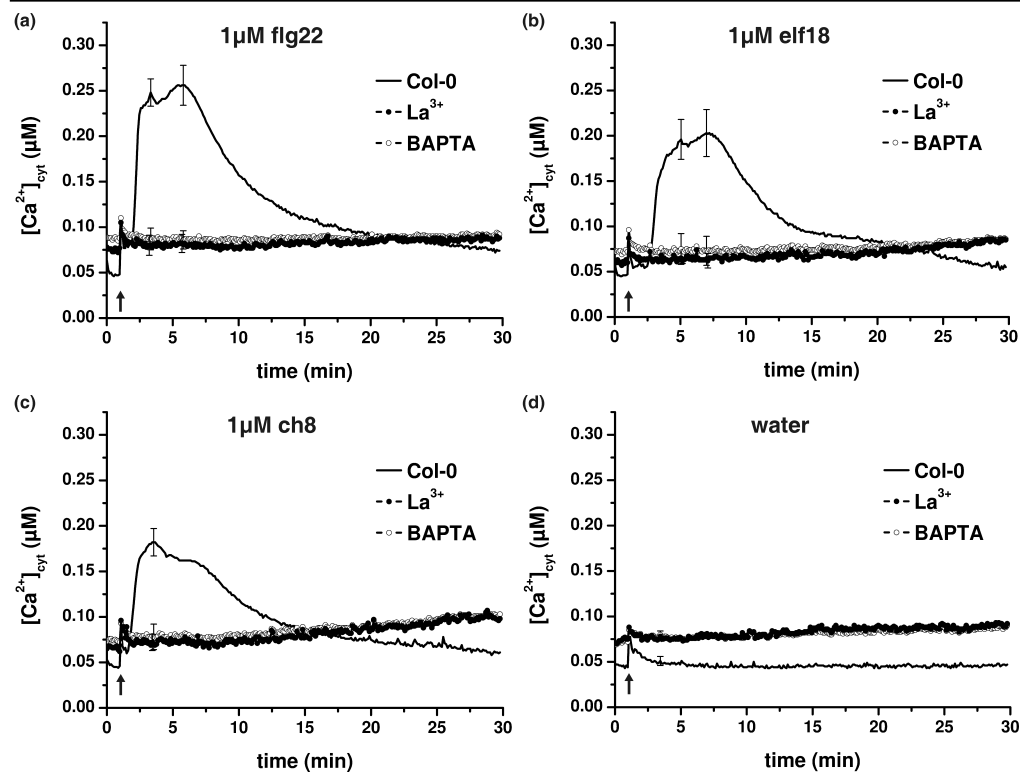 (a)
1µM flg22
Col-0
La³⁺
BAPTA
[Ca²⁺]cyt (µM)
0.30
0.25
0.20
0.15
0.10
0.05
0.00
0 5 10 15 20 25 30
time (min)
(b)
1µM elf18
Col-0
La³⁺
BAPTA
[Ca²⁺]cyt (µM)
0.30
0.25
0.20
0.15
0.10
0.05
0.00
0 5 10 15 20 25 30
time (min)
(c)
1µM ch8
Col-0
La³⁺
BAPTA
[Ca²⁺]cyt (µM)
0.30
0.25
0.20
0.15
0.10
0.05
0.00
0 5 10 15 20 25 30
time (min)
(d)
water
Col-0
La³⁺
BAPTA
[Ca²⁺]cyt (µM)
0.30
0.25
0.20
0.15
0.10
0.05
0.00
0 5 10 15 20 25 30
time (min)